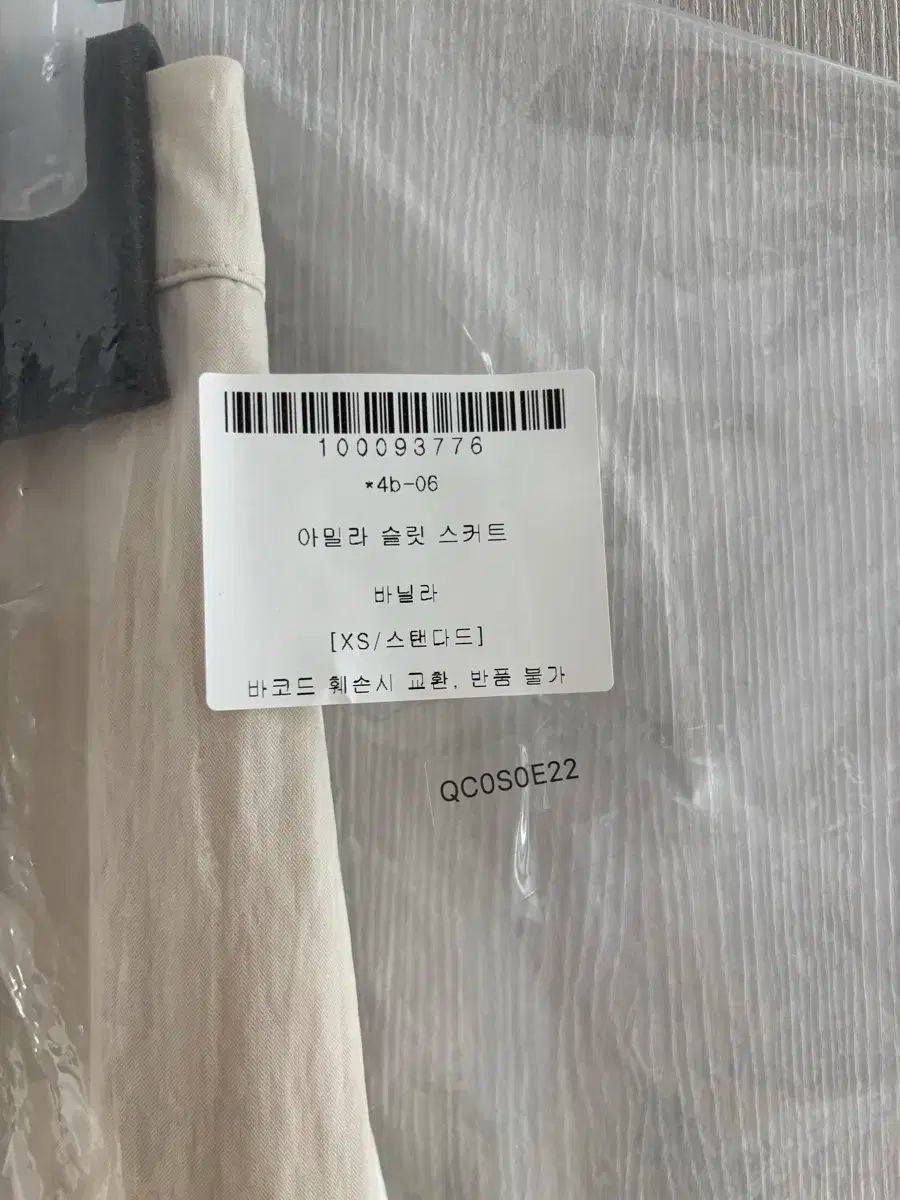 100093776
*4b-06
아밀라 슬릿 스커트
바닐라
[XS/스탠다드]
바코드 훼손시 교환, 반품 불가
QC0S0E22